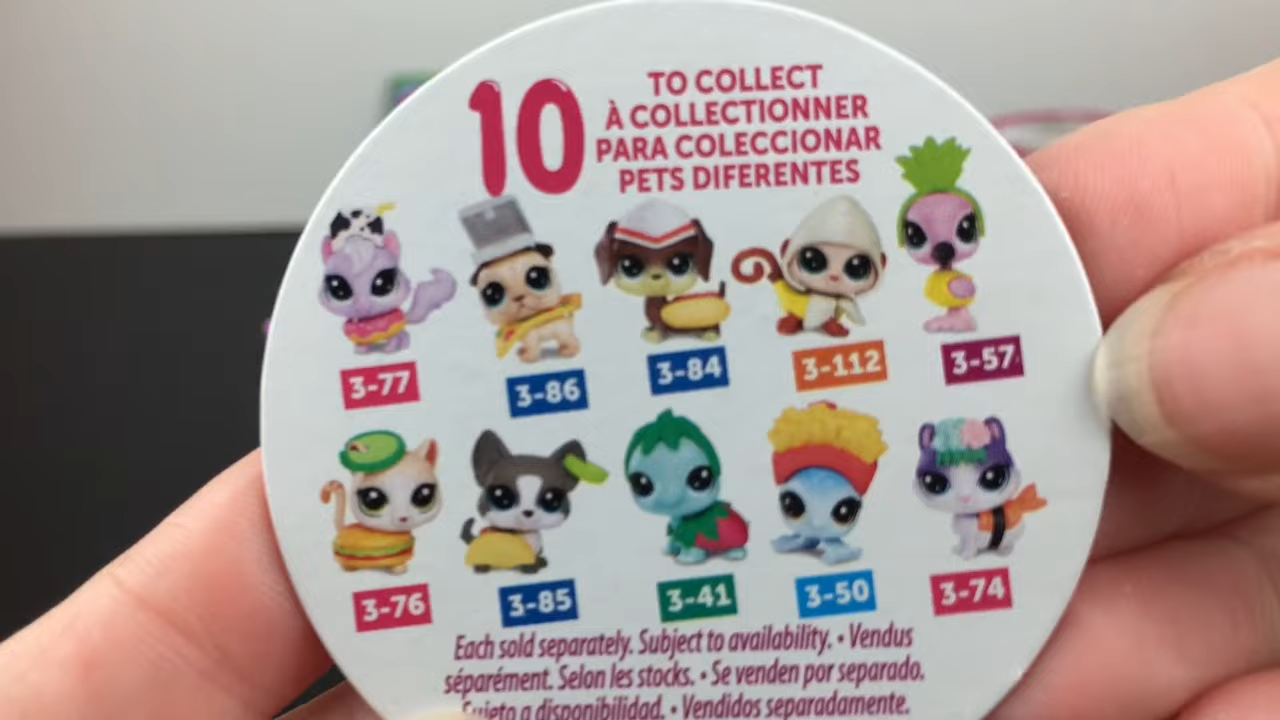 10
TO COLLECT
À COLLECTIONNER
PARA COLECCIONAR
PETS DIFERENTES
3-77 3-86 3-84 3-112 3-57
3-76 3-85 3-41 3-50 3-74
Each sold separately. Subject to availability. • Vendus
séparément. Selon les stocks. • Se venden por separado.
Sujeto a disponibilidad. • Vendidos separadamente.